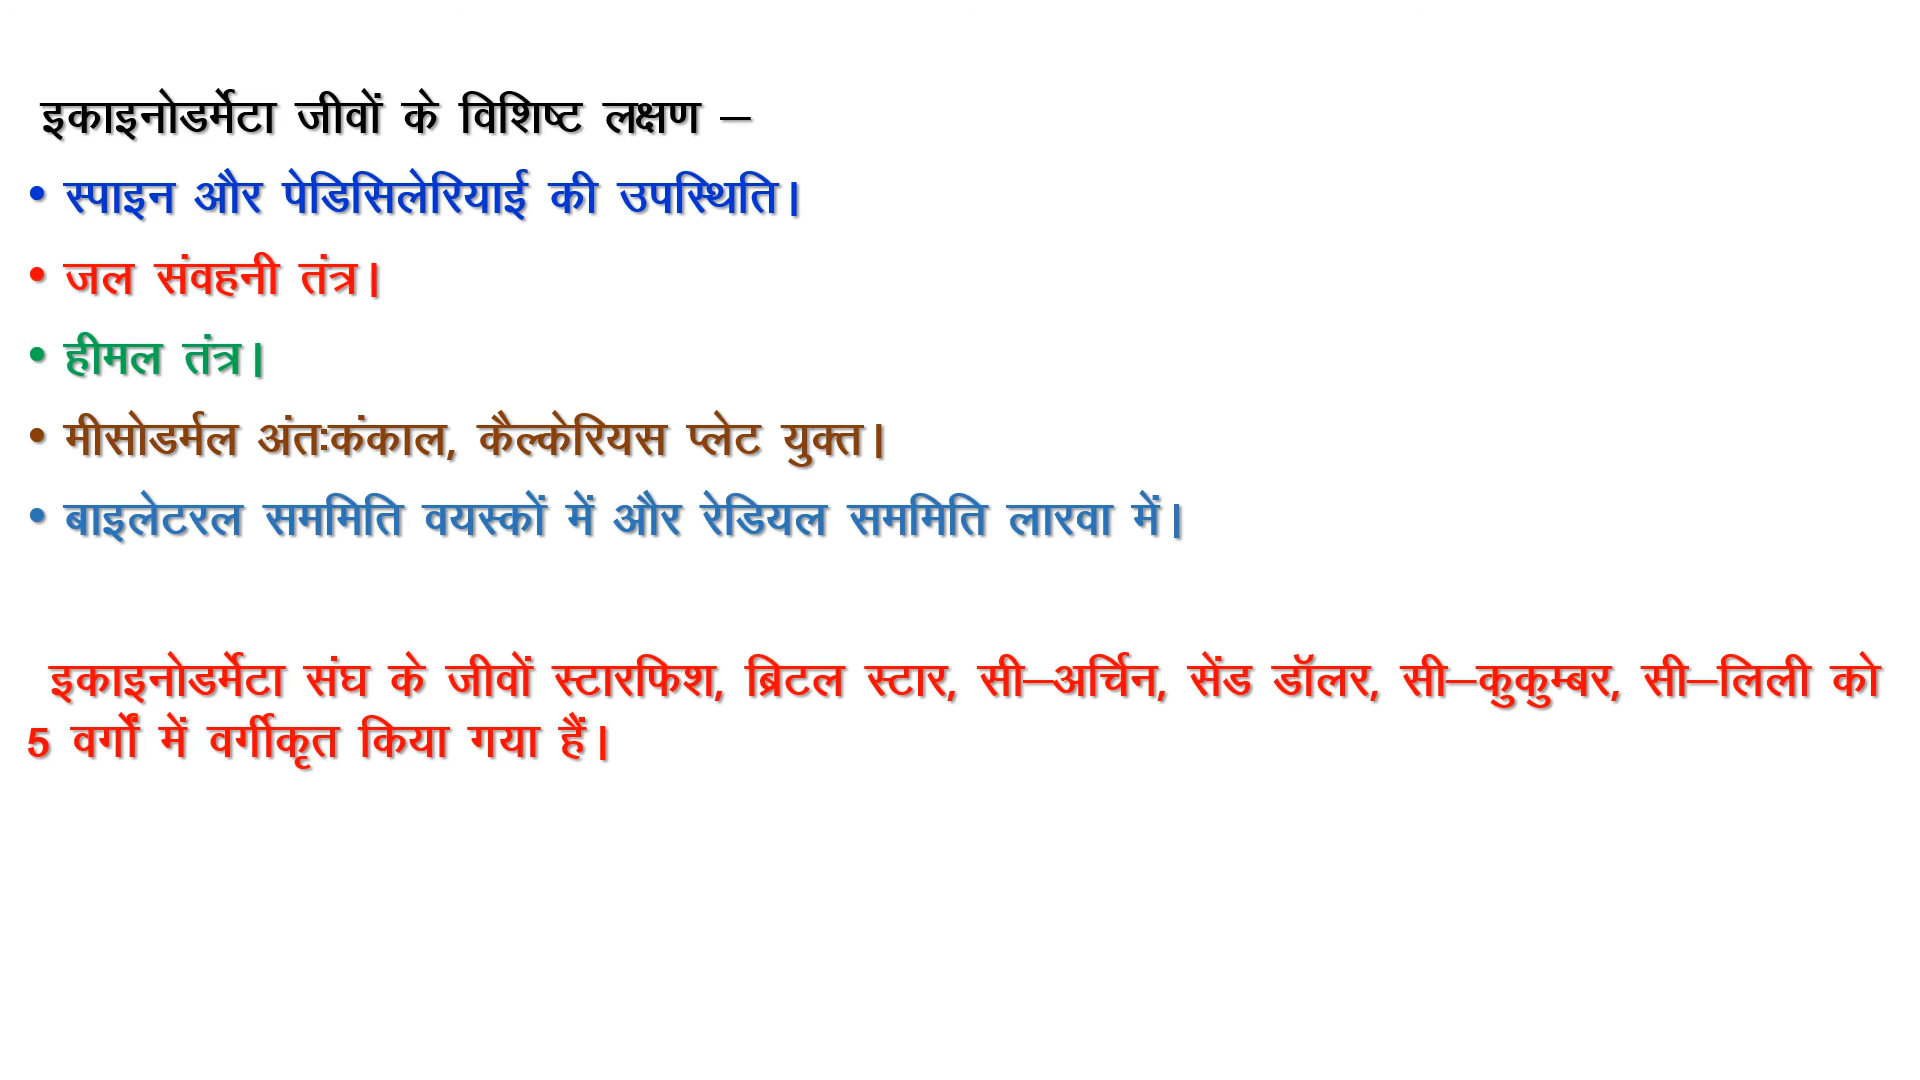 इकाइनोडर्मेटा जीवों के विशिष्ट लक्षण –
• स्पाइन और पेडिसिलेरियाई की उपस्थिति।
• जल संवहनी तंत्र।
• हीमल तंत्र।
• मीसोडर्मल अंतःकंकाल, कैल्केरियस प्लेट युक्त।
• बाइलेटरल सममिति वयस्कों में और रेडियल सममिति लारवा में।
इकाइनोडर्मेटा संघ के जीवों स्टारफिश, ब्रिटल स्टार, सी–अर्चिन, सेंड डॉलर, सी–कुकुम्बर, सी–लिली को
5 वर्गों में वर्गीकृत किया गया हैं।